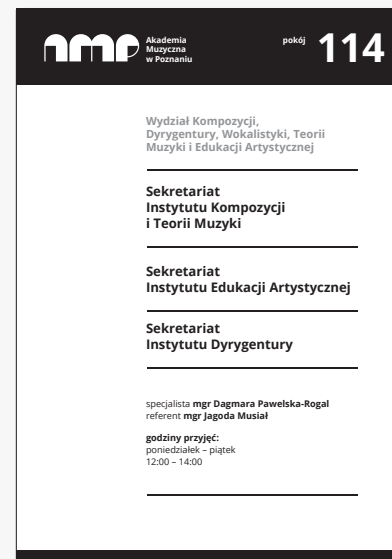 amp
Akademia
Muzyczna
w Poznaniu
pokój 114
Wydział Kompozycji,
Dyrygentury, Wokalistyki, Teorii
Muzyki i Edukacji Artystycznej
Sekretariat
Instytutu Kompozycji
i Teorii Muzyki
Sekretariat
Instytutu Edukacji Artystycznej
Sekretariat
Instytutu Dyrygentury
specjalista mgr Dagmara Pawelska-Rogal
referent mgr Jagoda Musiał
godziny przyjęć:
poniedziałek – piątek
12:00 – 14:00